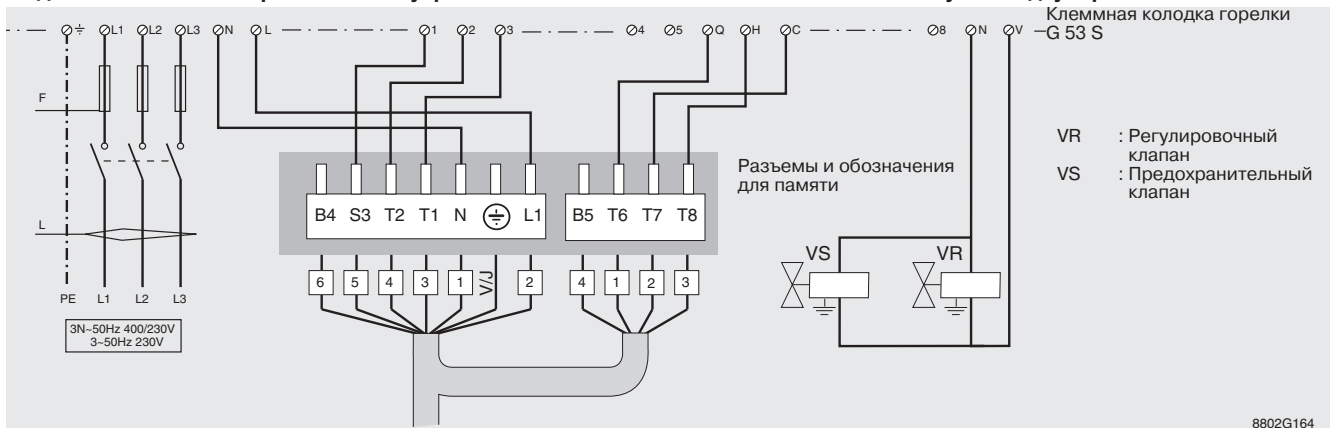 Клеммная колодка горелки
G 53 S
L1 L2 L3 N L 1 2 3 4 5 Q H C 8 N V
F
VR : Регулировочный
клапан
VS : Предохранительный
клапан
Разъемы и обозначения
для памяти
B4 S3 T2 T1 N L1 B5 T6 T7 T8
L
VS VR
6 5 4 3 1 V/J 2 4 1 2 3
PE L1 L2 L3
3N~50Hz 400/230V
3~50Hz 230V
8802G164